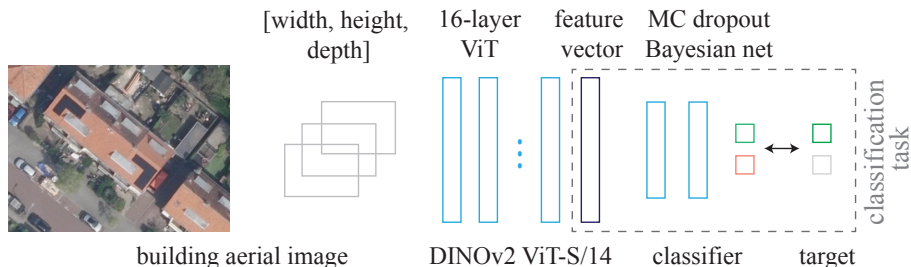 [width, height,
depth]
16-layer
ViT
feature
vector
MC dropout
Bayesian net
classification
task
building aerial image
DINOv2 ViT-S/14
classifier
target